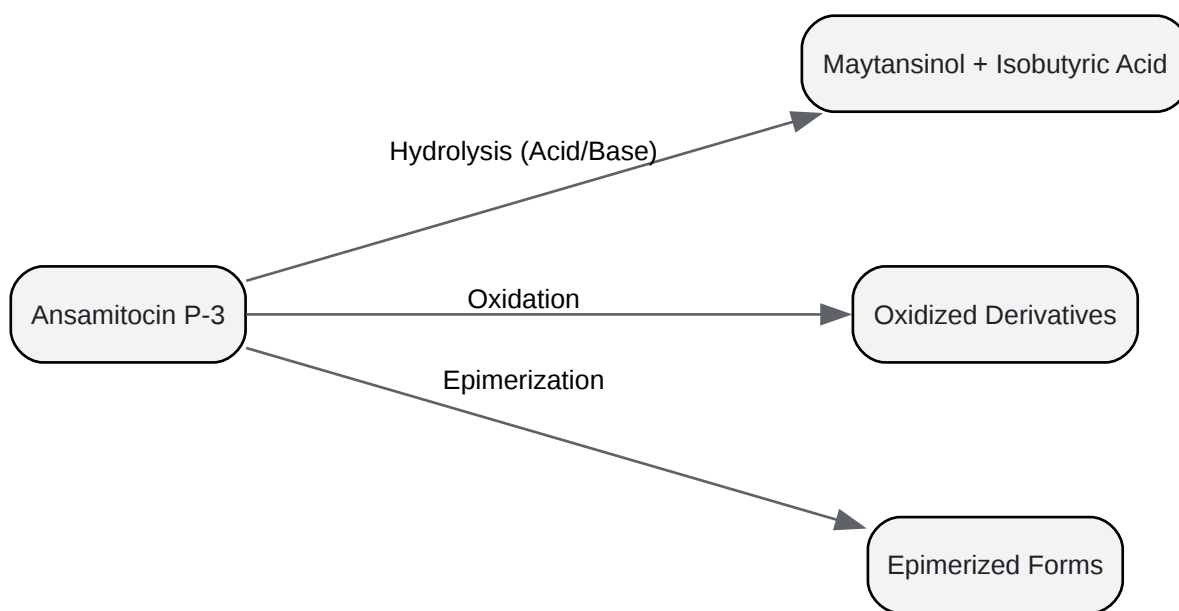 Maytansinol + Isobutyric Acid
Hydrolysis (Acid/Base)
Ansamitocin P-3
Oxidation
Oxidized Derivatives
Epimerization
Epimerized Forms